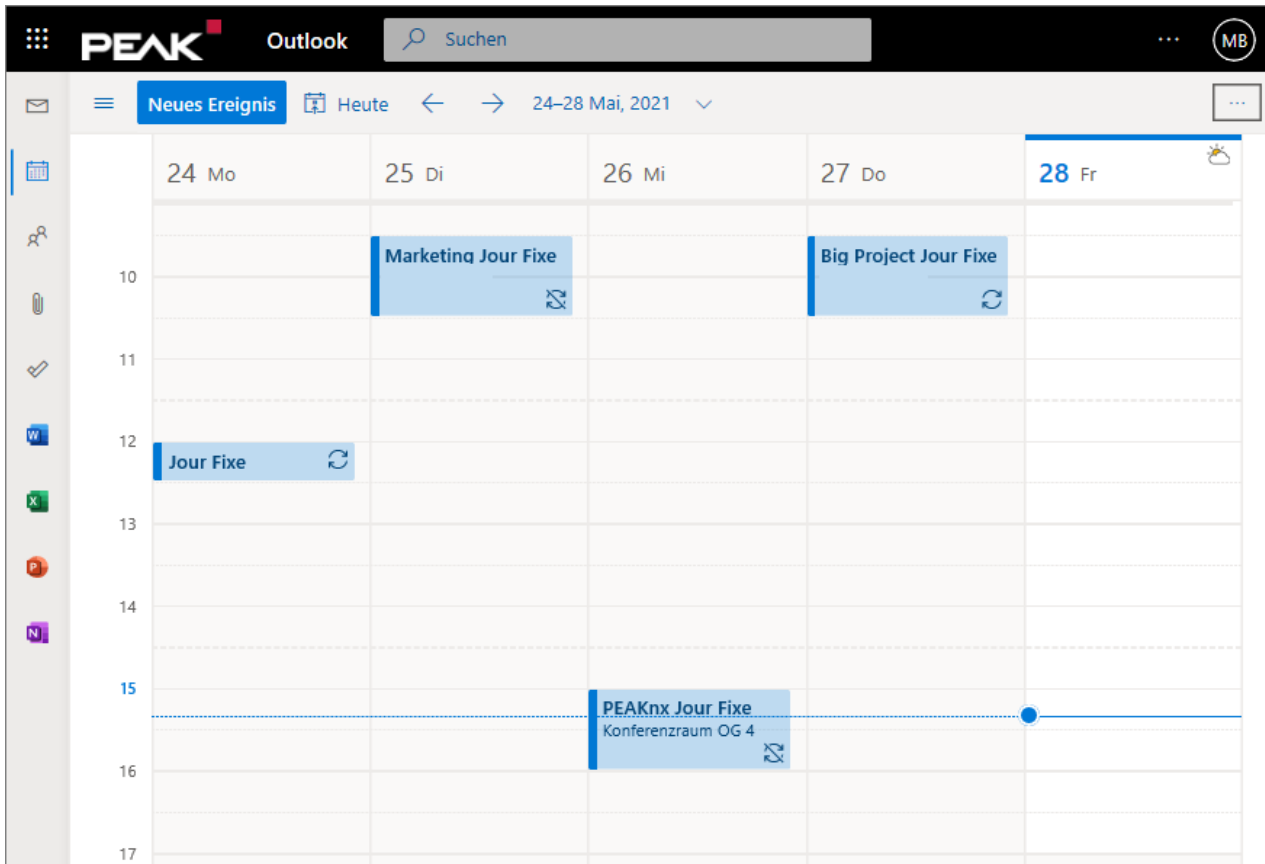 PEAK Outlook Suchen ··· MB
Neues Ereignis Heute 24–28 Mai, 2021 ···
24 Mo 25 Di 26 Mi 27 Do 28 Fr
Marketing Jour Fixe Big Project Jour Fixe
10
11
12
Jour Fixe
13
14
15
PEAKnx Jour Fixe
Konferenzraum OG 4
16
17
W
X
P
N